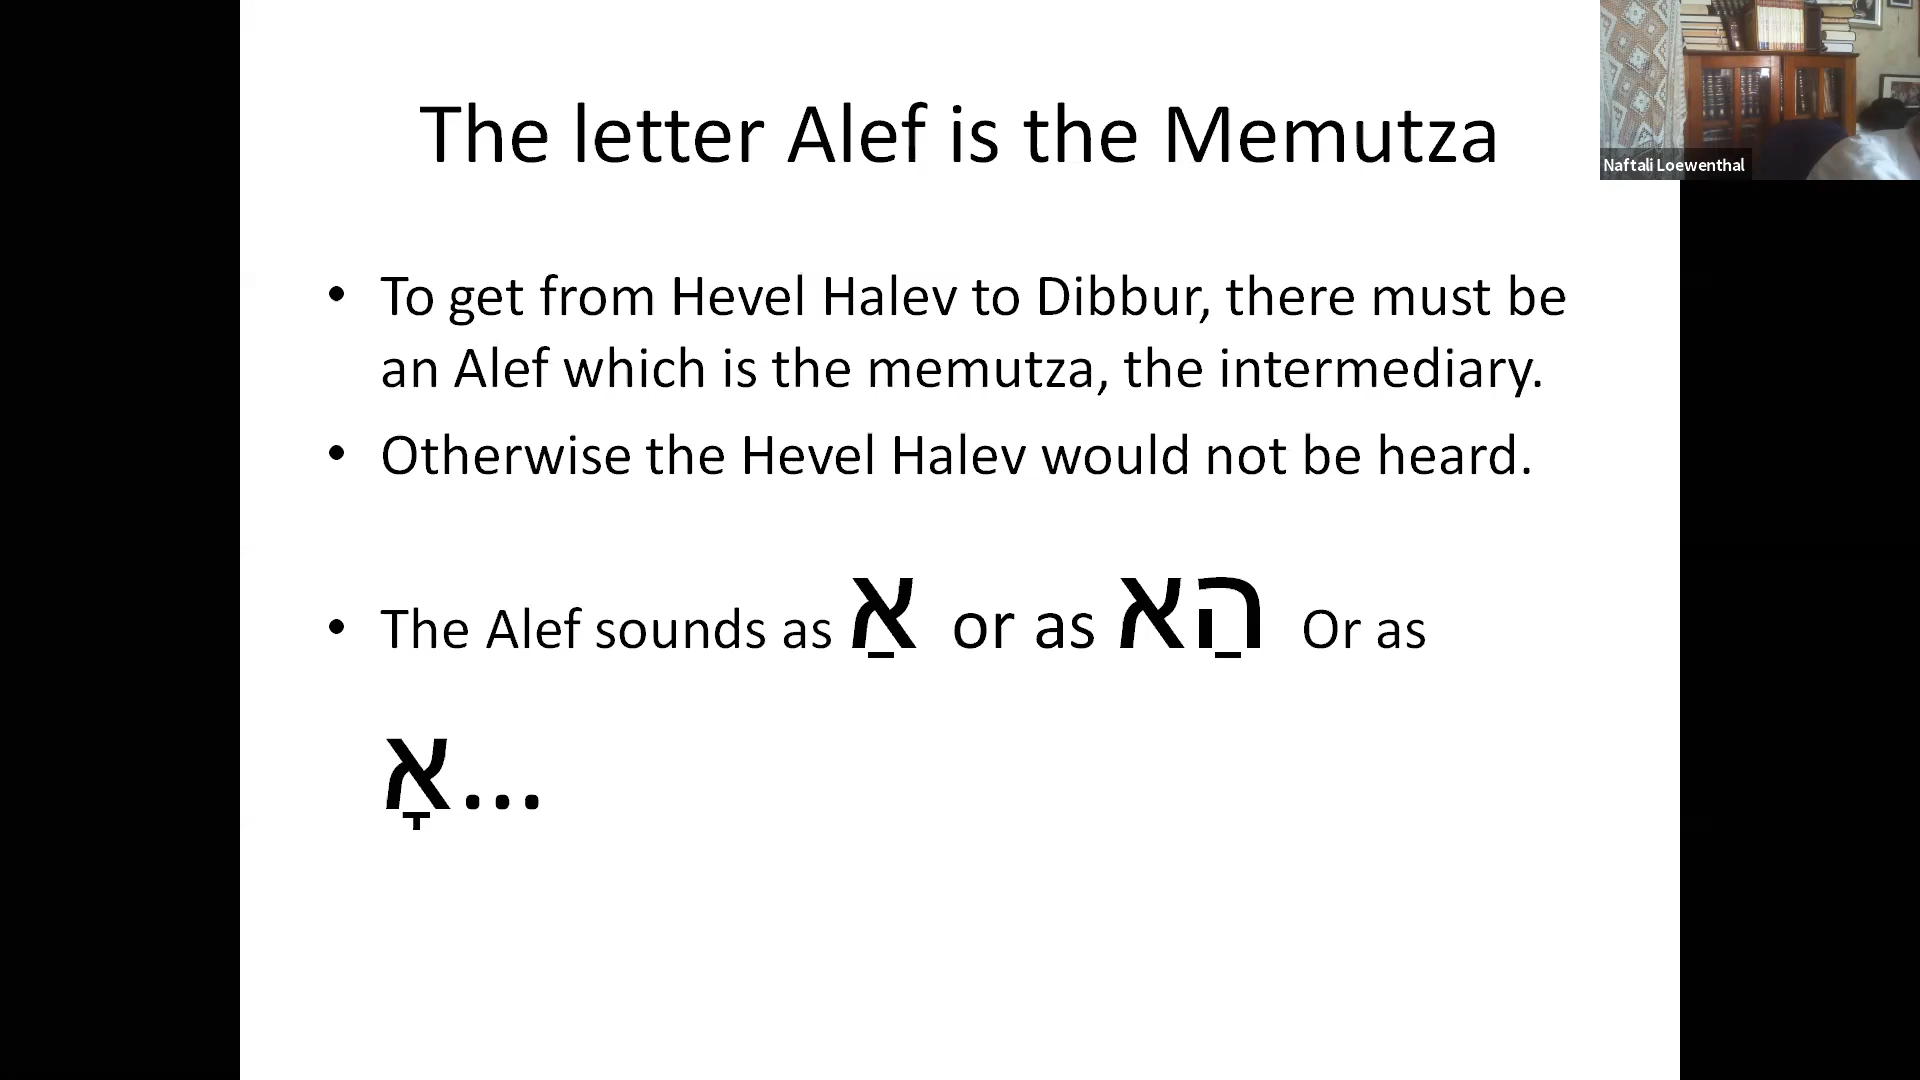 The letter Alef is the Memutza
Naftali Loewenthal
• To get from Hevel Halev to Dibbur, there must be
an Alef which is the memutza, the intermediary.
• Otherwise the Hevel Halev would not be heard.
• The Alef sounds as אַ or as הַא Or as
אָ...